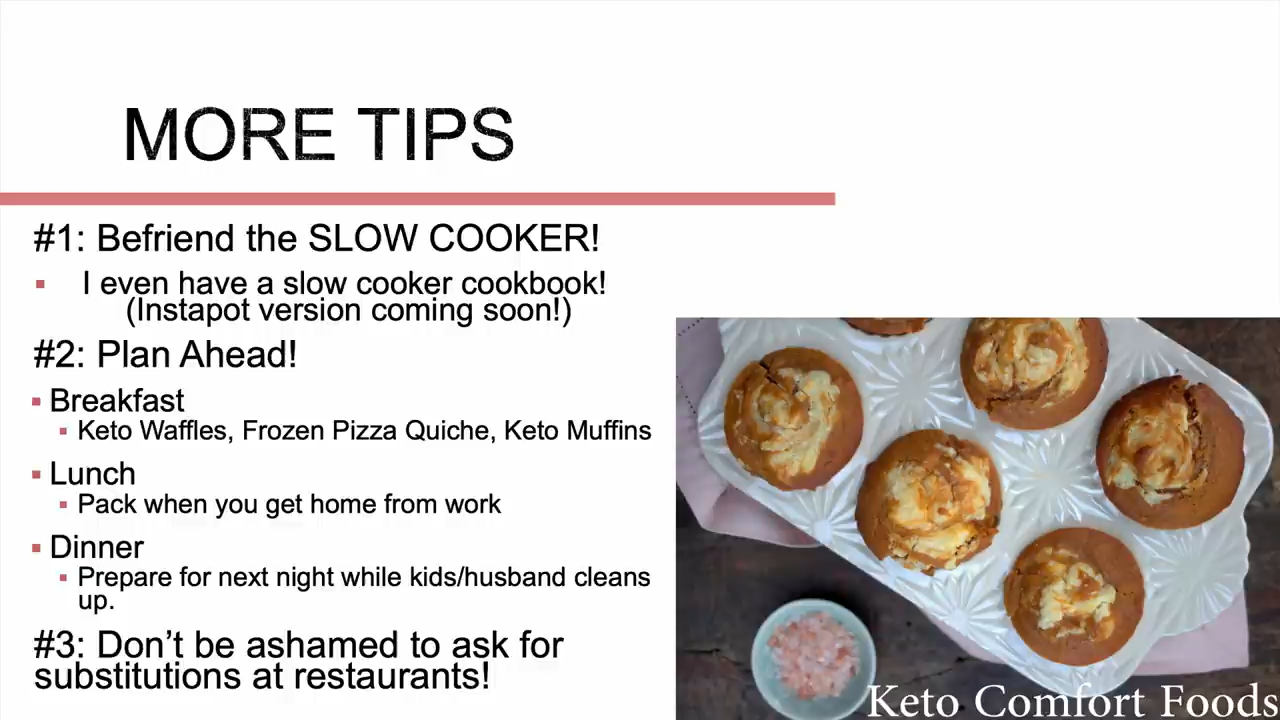 MORE TIPS
#1: Befriend the SLOW COOKER!
▪ I even have a slow cooker cookbook!
(Instapot version coming soon!)
#2: Plan Ahead!
▪ Breakfast
▪ Keto Waffles, Frozen Pizza Quiche, Keto Muffins
▪ Lunch
▪ Pack when you get home from work
▪ Dinner
▪ Prepare for next night while kids/husband cleans
up.
#3: Don’t be ashamed to ask for
substitutions at restaurants!
Keto Comfort Foods